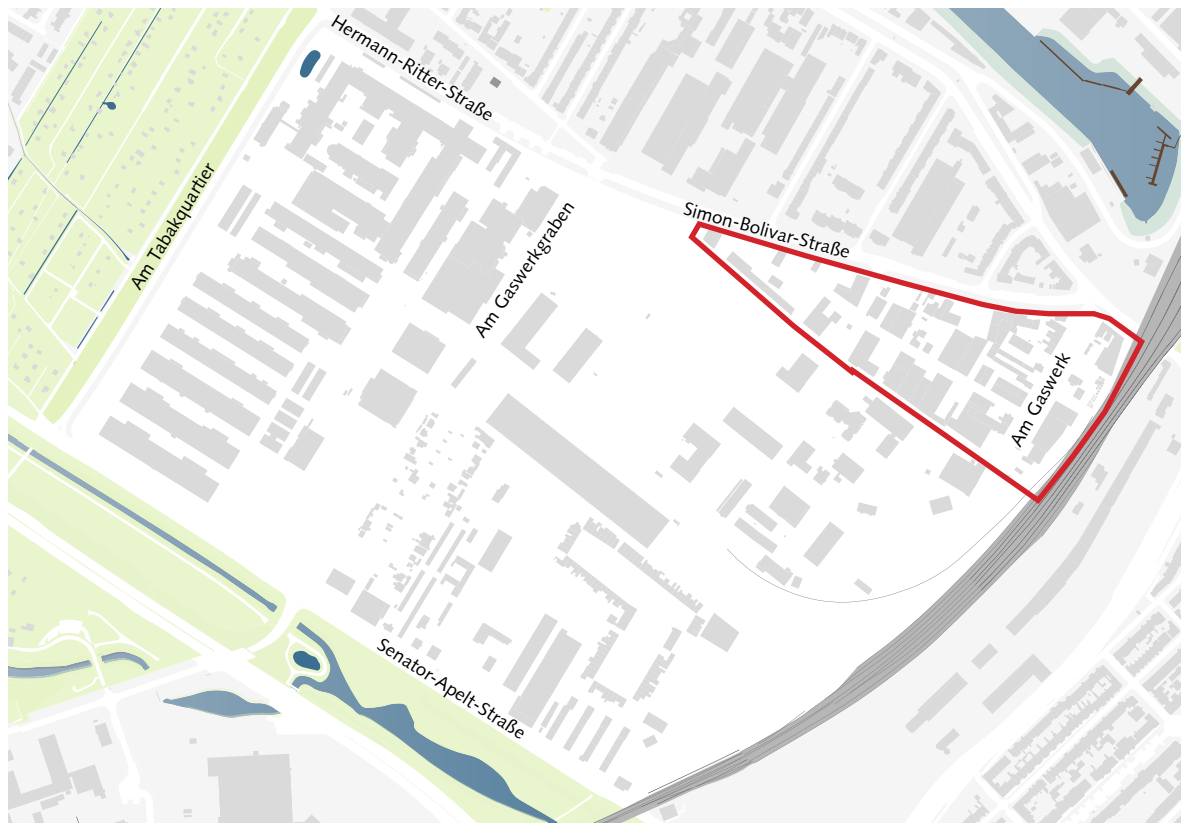 Hermann-Ritter-Straße
Am Tabakquartier
Simon-Bolivar-Straße
Am Gaswerkgraben
Am Gaswerk
Senator-Apelt-Straße